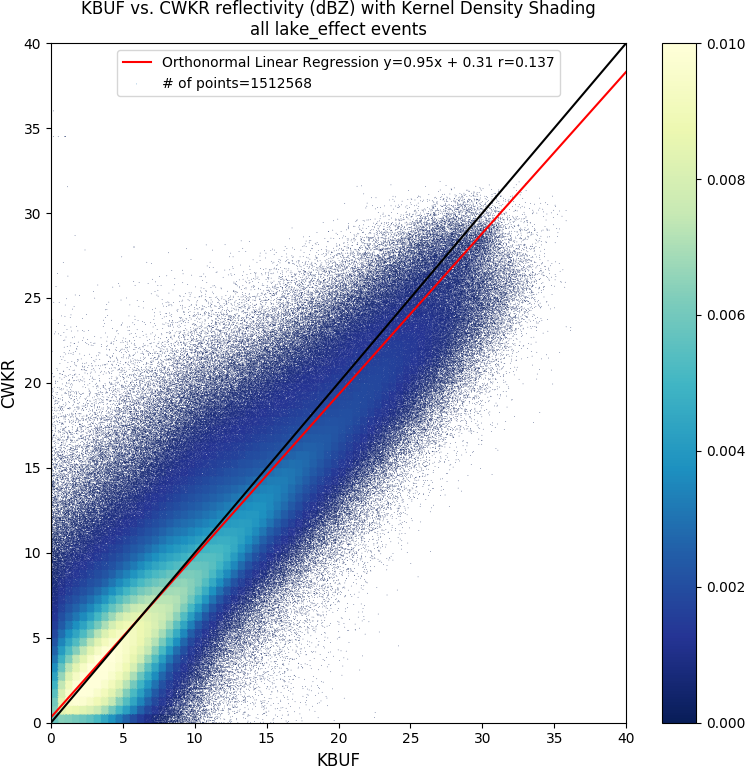 KBUF vs. CWKR reflectivity (dBZ) with Kernel Density Shading
all lake_effect events
Orthonormal Linear Regression y=0.95x + 0.31 r=0.137
# of points=1512568
40
35
30
25
20
15
10
5
0
CWKR
0 5 10 15 20 25 30 35 40
KBUF
0.010
0.008
0.006
0.004
0.002
0.000